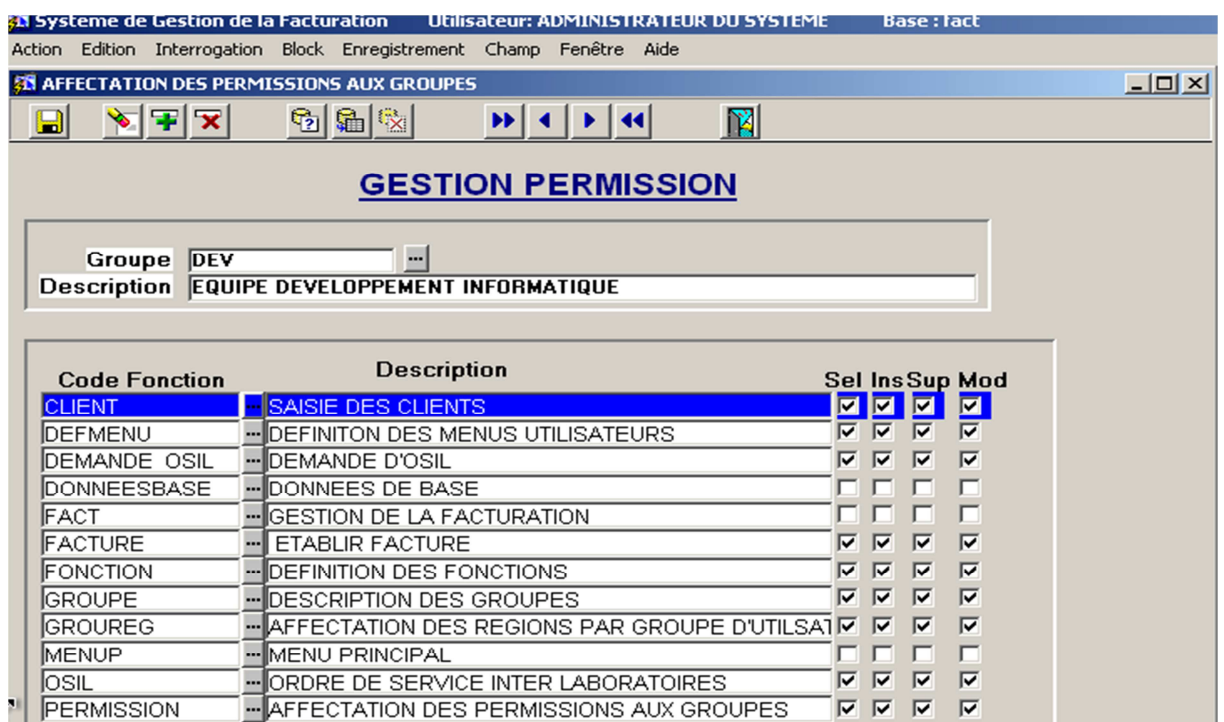 Systeme de Gestion de la Facturation Utilisateur: ADMINISTRATEUR DU SYSTEME Base : fact
Action Edition Interrogation Block Enregistrement Champ Fenêtre Aide
AFFECTATION DES PERMISSIONS AUX GROUPES
GESTION PERMISSION
Groupe DEV ...
Description EQUIPE DEVELOPPEMENT INFORMATIQUE
Code Fonction Description Sel Ins Sup Mod
CLIENT ... SAISIE DES CLIENTS
DEFMENU ... DEFINITON DES MENUS UTILISATEURS
DEMANDE_OSIL ... DEMANDE D'OSIL
DONNEESBASE ... DONNEES DE BASE
FACT ... GESTION DE LA FACTURATION
FACTURE ... ETABLIR FACTURE
FONCTION ... DEFINITION DES FONCTIONS
GROUPE ... DESCRIPTION DES GROUPES
GROUREG ... AFFECTATION DES REGIONS PAR GROUPE D'UTILSAT
MENUP ... MENU PRINCIPAL
OSIL ... ORDRE DE SERVICE INTER LABORATOIRES
PERMISSION ... AFFECTATION DES PERMISSIONS AUX GROUPES